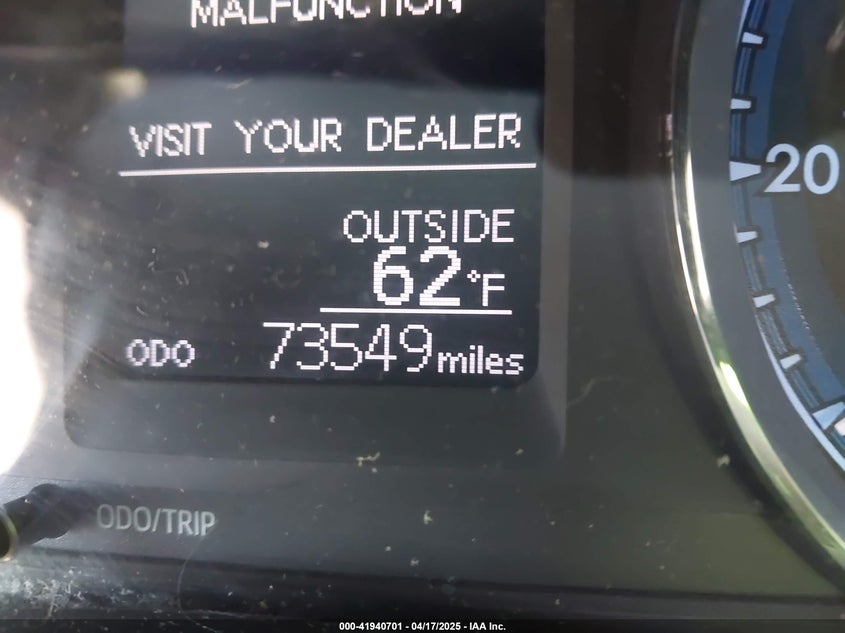 MALFUNCTION
VISIT YOUR DEALER
OUTSIDE
62°F
ODO 73549 miles
20
ODO/TRIP
000-41940701 - 04/17/2025 - IAA Inc.